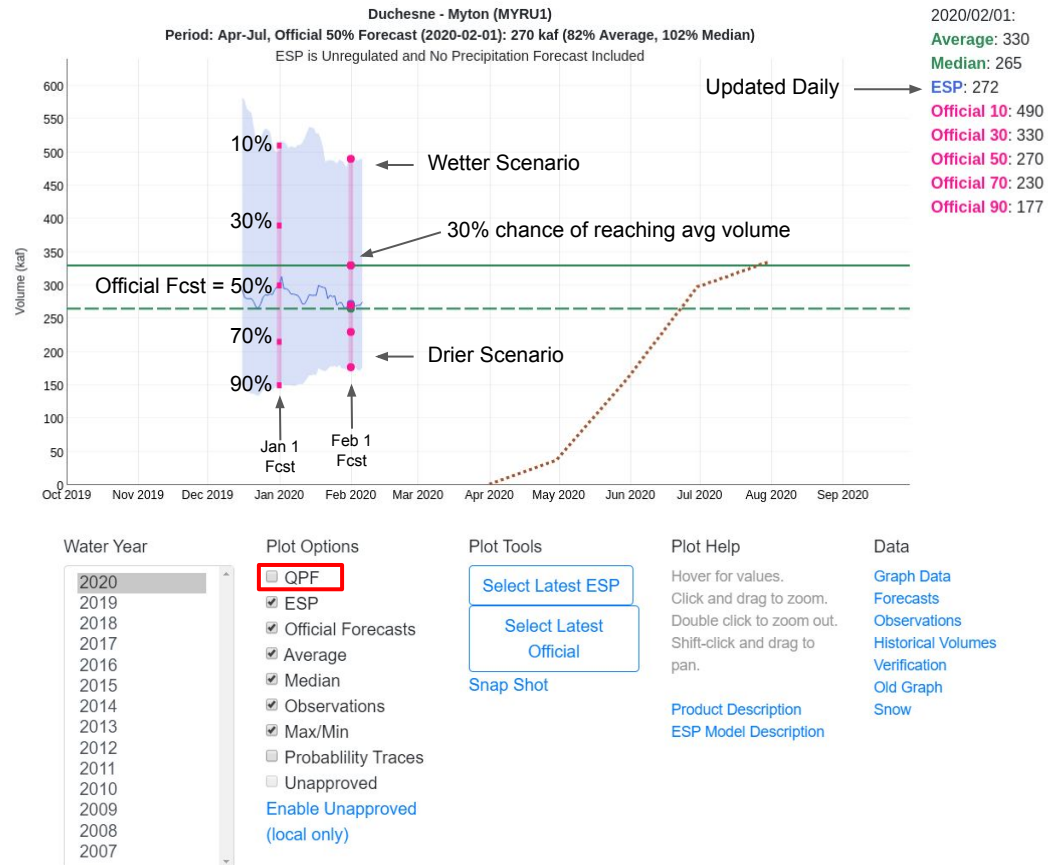 Duchesne - Myton (MYRU1)
Period: Apr-Jul, Official 50% Forecast (2020-02-01): 270 kaf (82% Average, 102% Median)
ESP is Unregulated and No Precipitation Forecast Included
2020/02/01:
Average: 330
Median: 265
ESP: 272
Official 10: 490
Official 30: 330
Official 50: 270
Official 70: 230
Official 90: 177
Updated Daily
Volume (kaf)
600
550
500
450
400
350
300
250
200
150
100
50
0
10%
30%
Official Fcst = 50%
70%
90%
Wetter Scenario
30% chance of reaching avg volume
Drier Scenario
Jan 1
Fcst
Feb 1
Fcst
Oct 2019 Nov 2019 Dec 2019 Jan 2020 Feb 2020 Mar 2020 Apr 2020 May 2020 Jun 2020 Jul 2020 Aug 2020 Sep 2020
Water Year
2020
2019
2018
2017
2016
2015
2014
2013
2012
2011
2010
2009
2008
2007
Plot Options
QPF
ESP
Official Forecasts
Average
Median
Observations
Max/Min
Probablility Traces
Unapproved
Enable Unapproved
(local only)
Plot Tools
Select Latest ESP
Select Latest
Official
Snap Shot
Plot Help
Hover for values.
Click and drag to zoom.
Double click to zoom out.
Shift-click and drag to
pan.
Product Description
ESP Model Description
Data
Graph Data
Forecasts
Observations
Historical Volumes
Verification
Old Graph
Snow